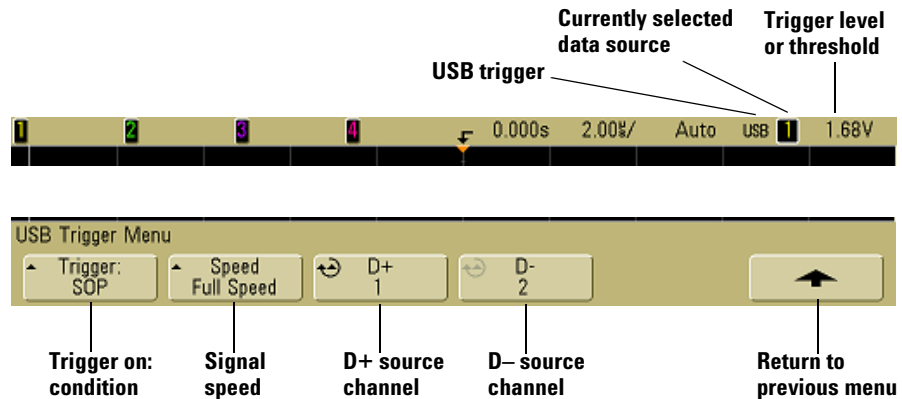 Currently selected
data source
Trigger level
or threshold
USB trigger
1 2 3 4 0.000s 2.00㎲/ Auto USB 1 1.68V
USB Trigger Menu
Trigger:
SOP
Speed
Full Speed
D+
1
D-
2
Trigger on:
condition
Signal
speed
D+ source
channel
D– source
channel
Return to
previous menu